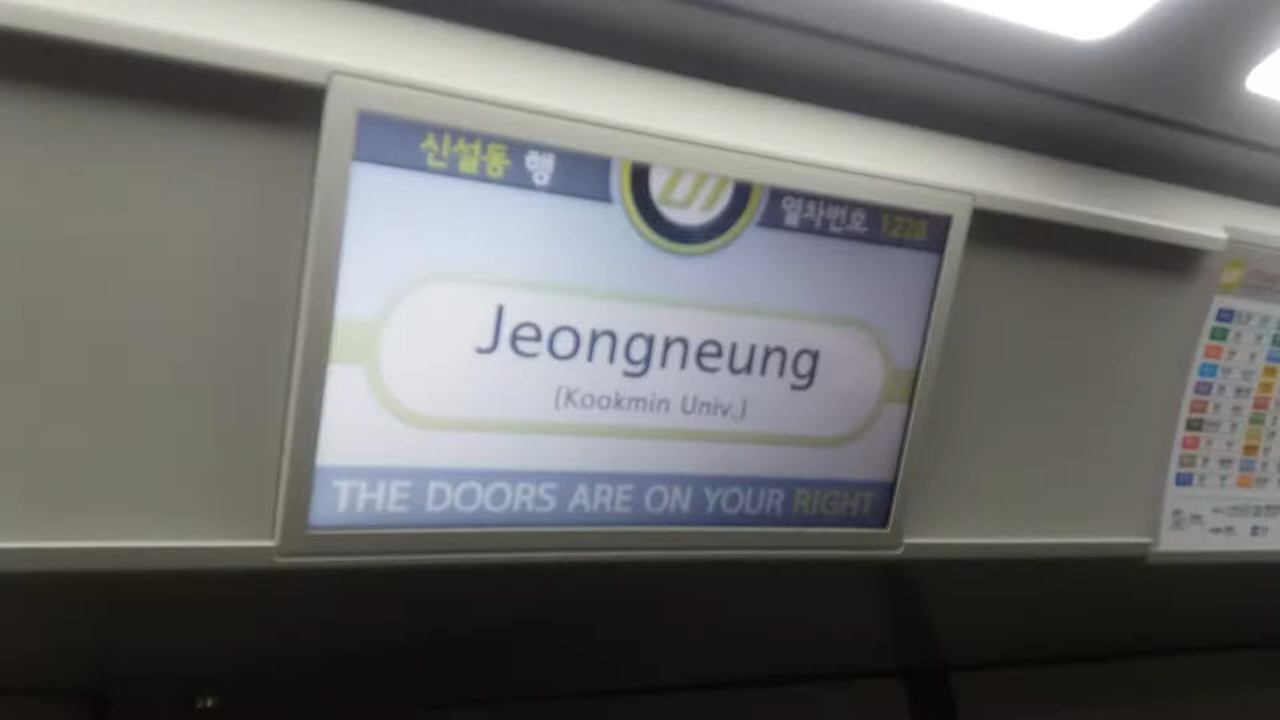 신설동 행
열차번호 1228
Jeongneung
(Kookmin Univ.)
THE DOORS ARE ON YOUR RIGHT